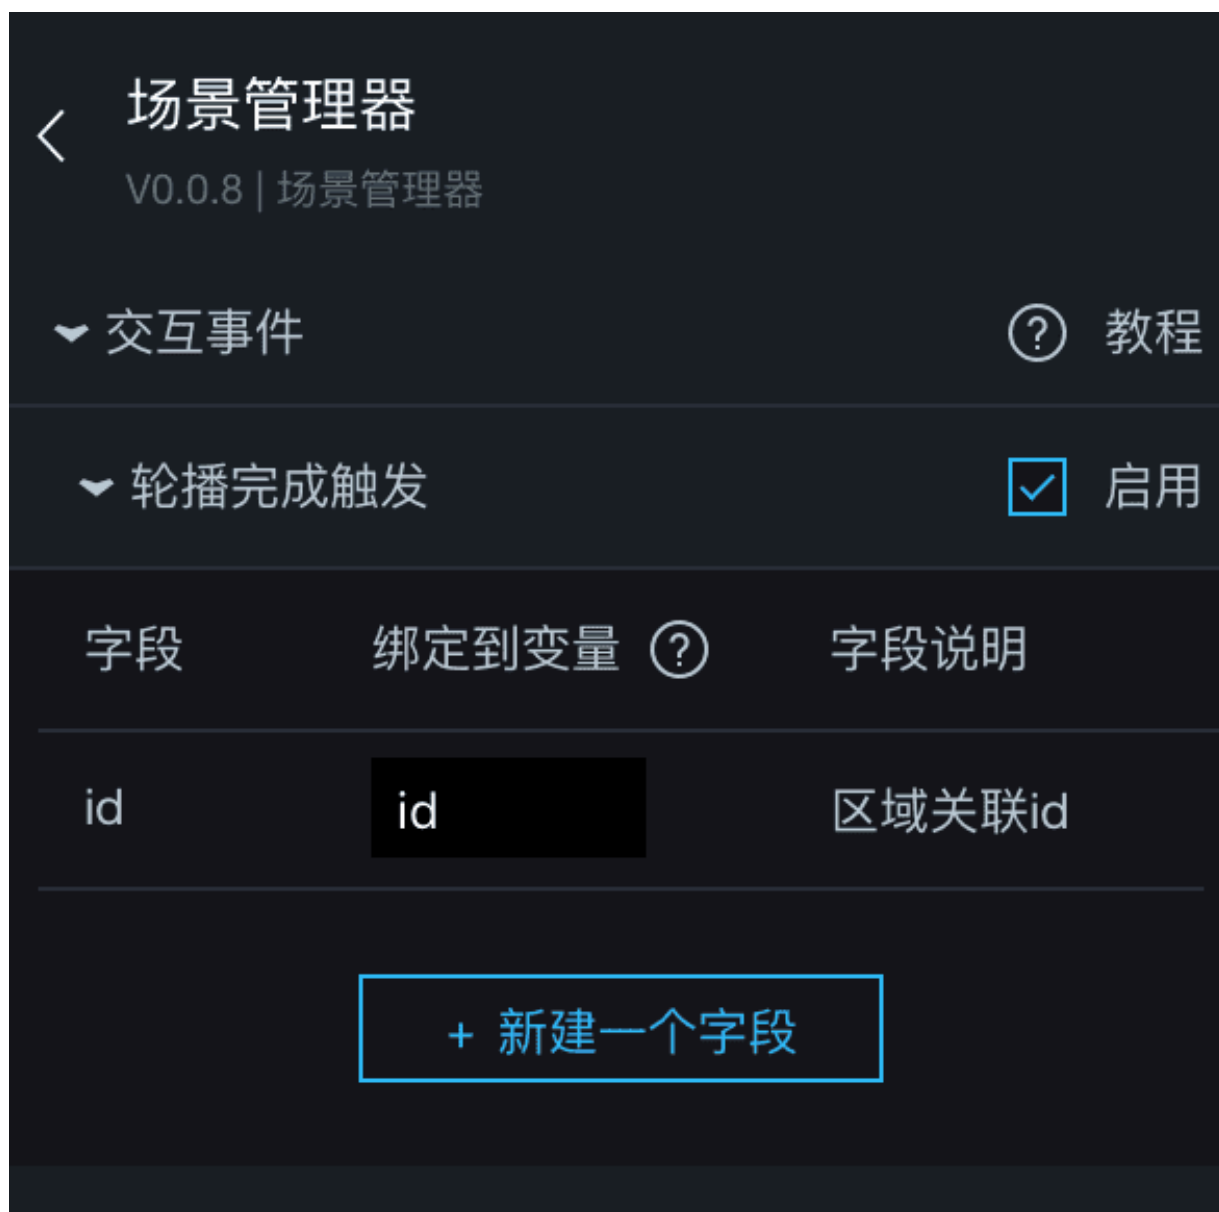 场景管理器
V0.0.8 | 场景管理器
交互事件 ? 教程
轮播完成触发 启用
字段 绑定到变量 ? 字段说明
id id 区域关联id
+ 新建一个字段